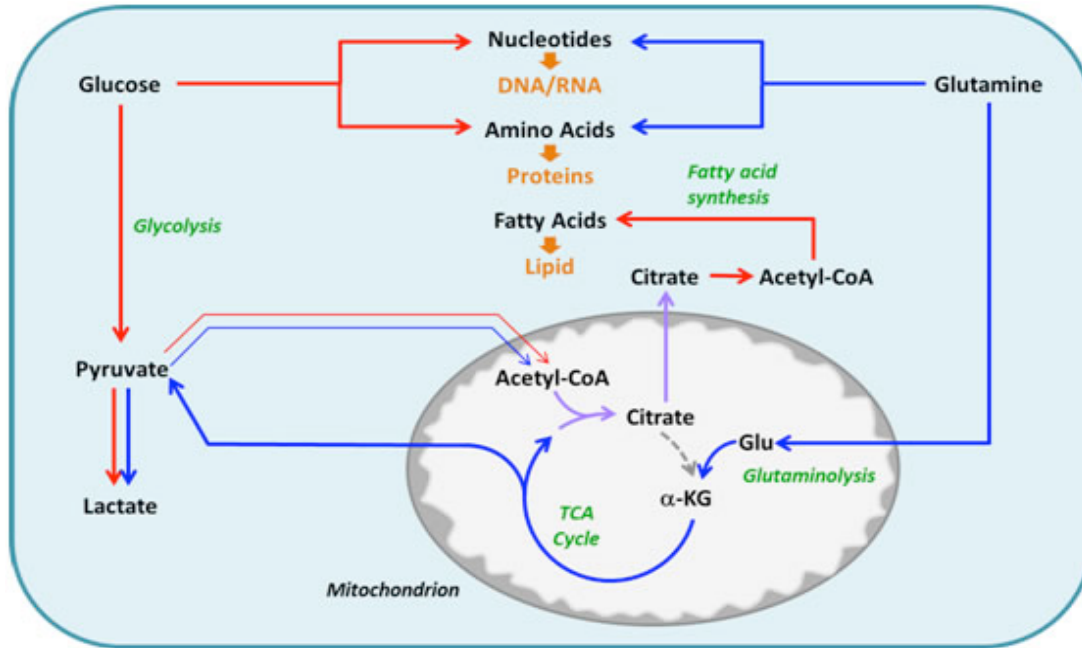 Nucleotides
Glucose
DNA/RNA
Glutamine
Amino Acids
Proteins
Fatty acid
synthesis
Glycolysis
Fatty Acids
Lipid
Citrate
Acetyl-CoA
Pyruvate
Acetyl-CoA
Citrate
Glu
Glutaminolysis
Lactate
α-KG
TCA
Cycle
Mitochondrion